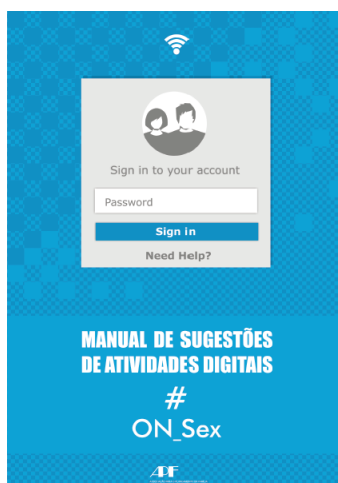 Sign in to your account
Password
Sign in
Need Help?
MANUAL DE SUGESTÕES
DE ATIVIDADES DIGITAIS
#
ON_Sex
APF